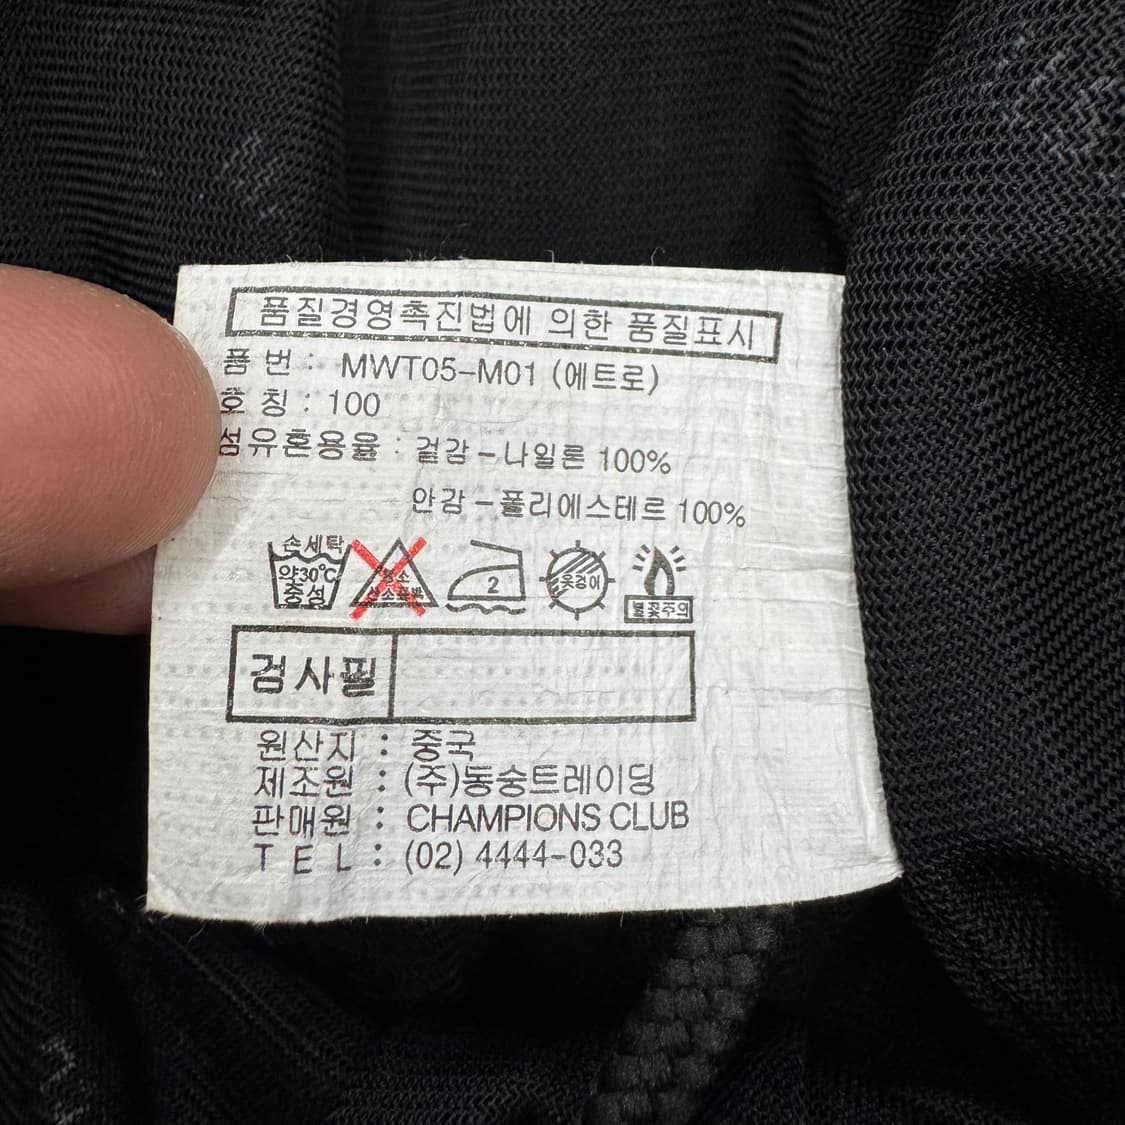 품질경영촉진법에 의한 품질표시
품 번 : MWT05-M01 (에트로)
호 칭 : 100
섬유혼용율 : 겉감 - 나일론 100%
안감 - 폴리에스테르 100%
손세탁
약30℃
중성
염소
산소표백
2
옷걸이
불꽃주의
검사필
원산지 : 중국
제조원 : (주)동숭트레이딩
판매원 : CHAMPIONS CLUB
T E L : (02) 4444-033